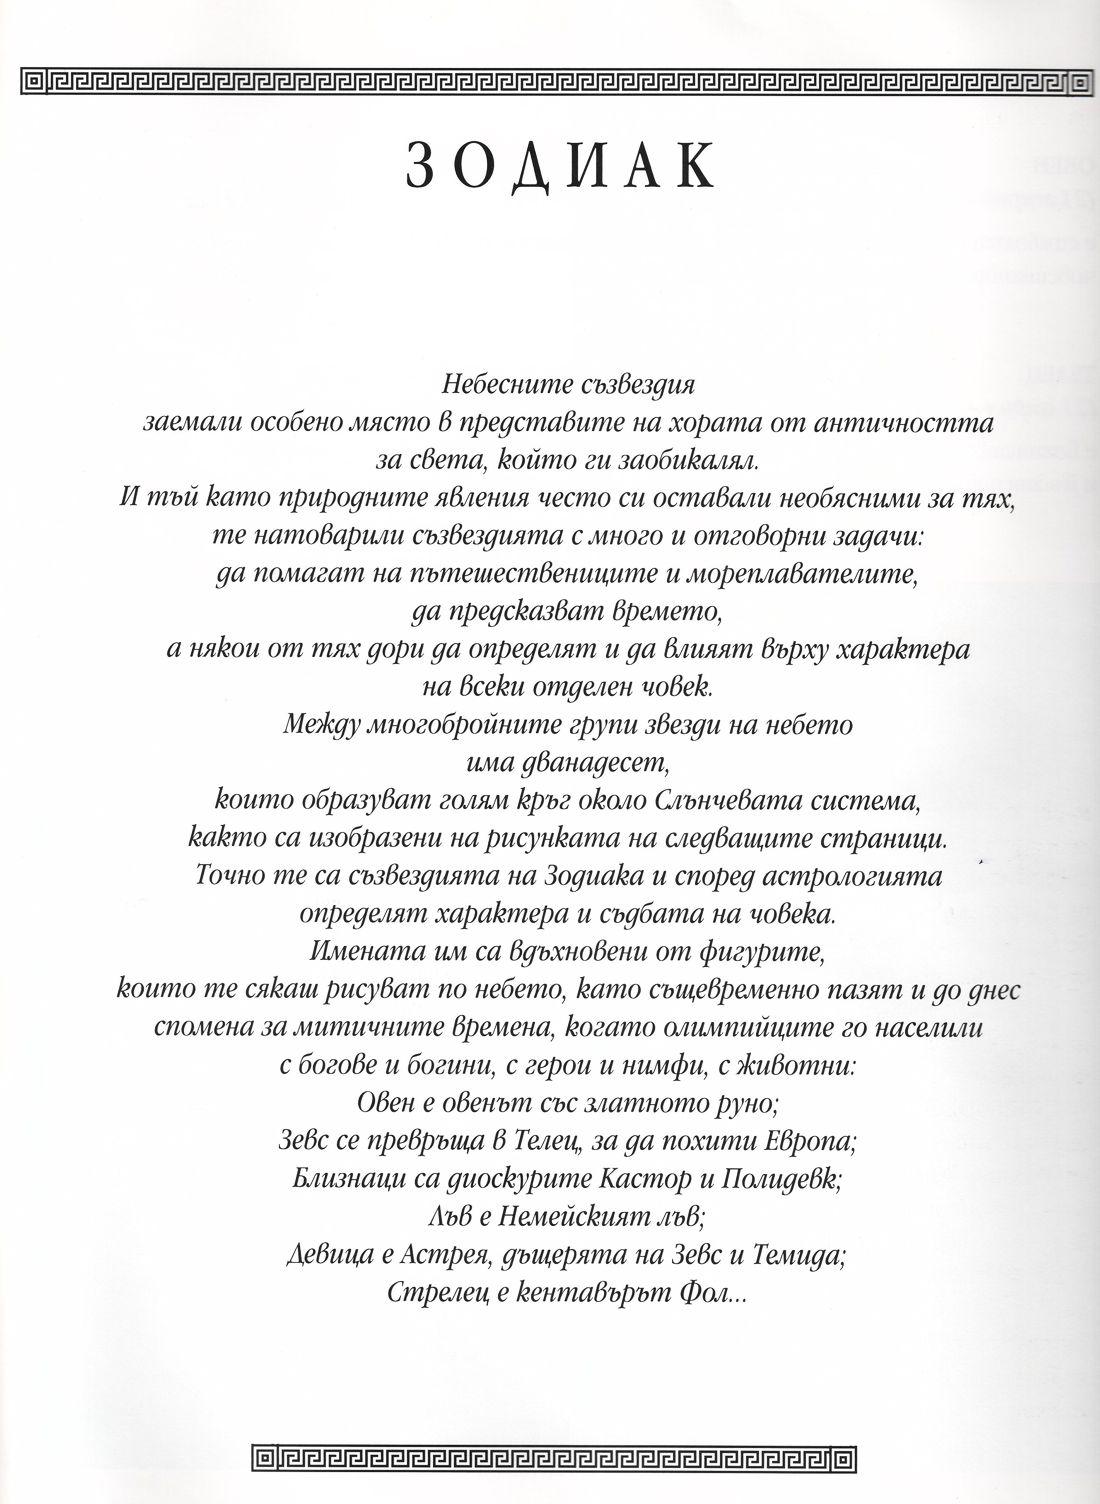 ЗОДИАК
Небесните съзвездия
заемали особено място в представите на хората от античността
за света, който ги заобикалял.
И тъй като природните явления често си оставали необясними за тях,
те натоварили съзвездията с много и отговорни задачи:
да помагат на пътешествениците и мореплавателите,
да предсказват времето,
а някои от тях дори да определят и да влияят върху характера
на всеки отделен човек.
Между многобройните групи звезди на небето
има дванадесет,
които образуват голям кръг около Слънчевата система,
както са изобразени на рисунката на следващите страници.
Точно те са съзвездията на Зодиака и според астрологията
определят характера и съдбата на човека.
Имената им са вдъхновени от фигурите,
които те сякаш рисуват по небето, като същевременно пазят и до днес
спомена за митичните времена, когато олимпийците го населили
с богове и богини, с герои и нимфи, с животни:
Овен е овенът със златното руно;
Зевс се превръща в Телец, за да похити Европа;
Близнаци са диоскурите Кастор и Полидевк;
Лъв е Немейският лъв;
Девица е Астрея, дъщерята на Зевс и Темида;
Стрелец е кентавърът Фол...